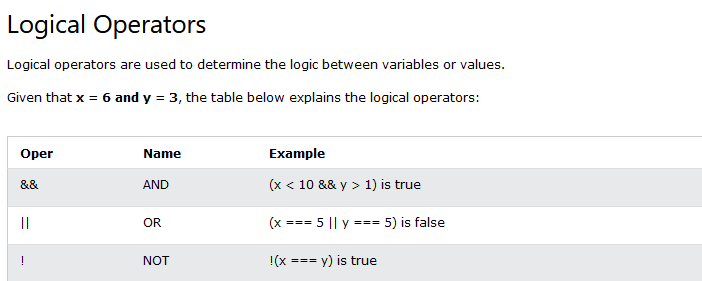 Logical Operators
Logical operators are used to determine the logic between variables or values.
Given that x = 6 and y = 3, the table below explains the logical operators:
Oper Name Example
&& AND (x < 10 && y > 1) is true
|| OR (x === 5 || y === 5) is false
! NOT !(x === y) is true